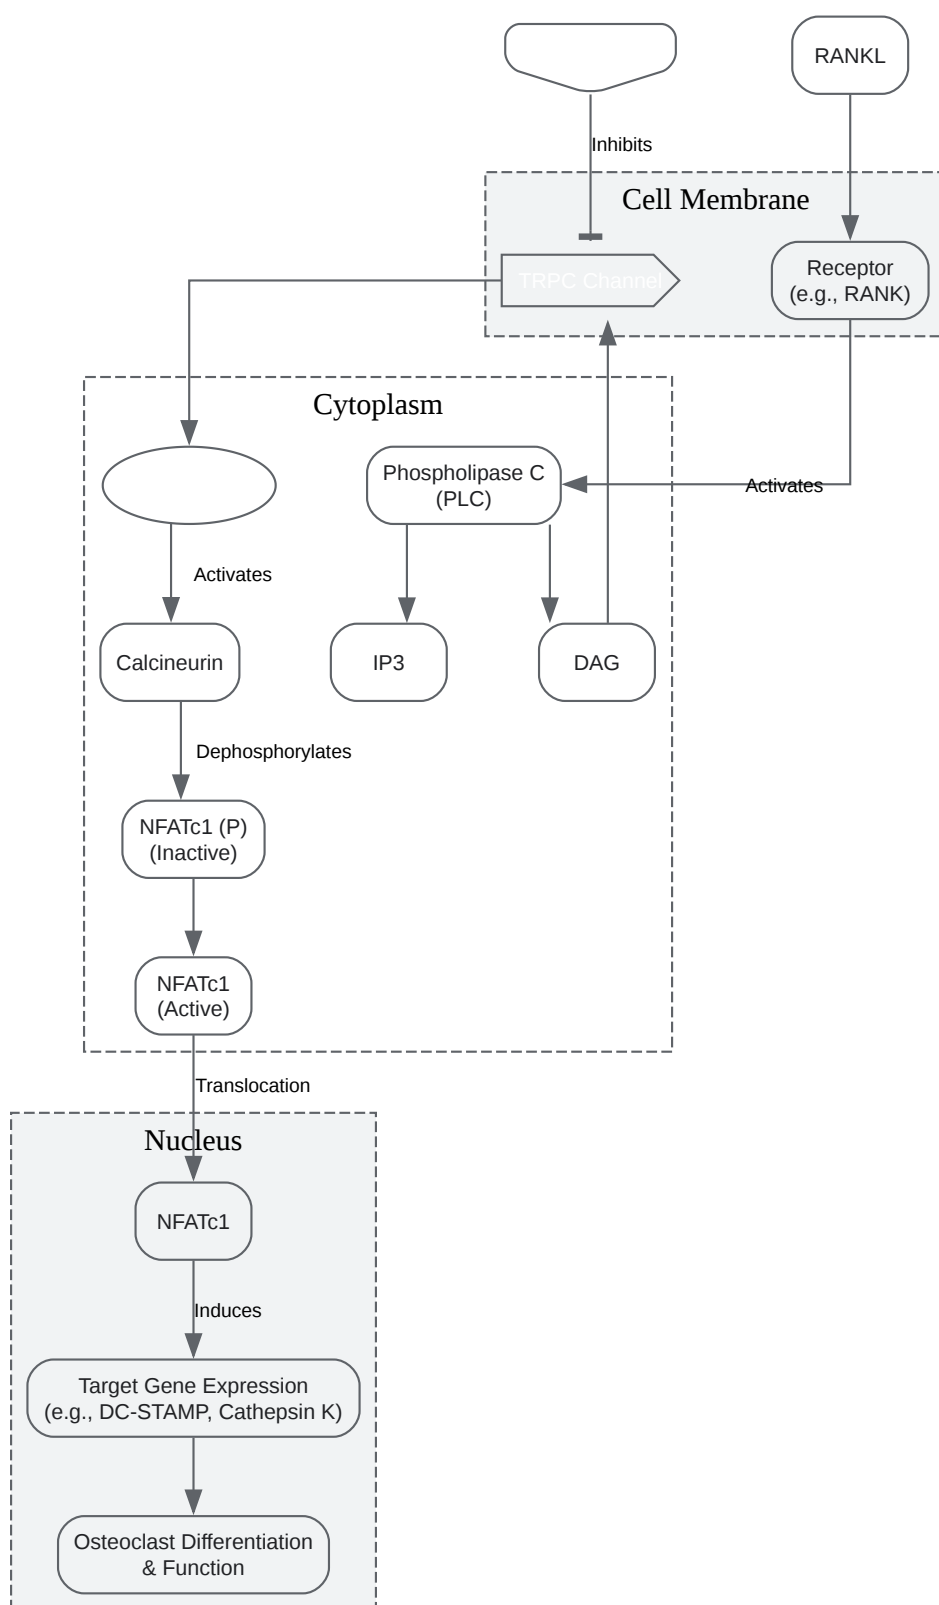 RANKL
Inhibits
Cell Membrane
TRPC Channel
Receptor
(e.g., RANK)
Cytoplasm
Phospholipase C
(PLC)
Activates
Activates
Calcineurin
IP3
DAG
Dephosphorylates
NFATc1 (P)
(Inactive)
NFATc1
(Active)
Translocation
Nucleus
NFATc1
Induces
Target Gene Expression
(e.g., DC-STAMP, Cathepsin K)
Osteoclast Differentiation
& Function